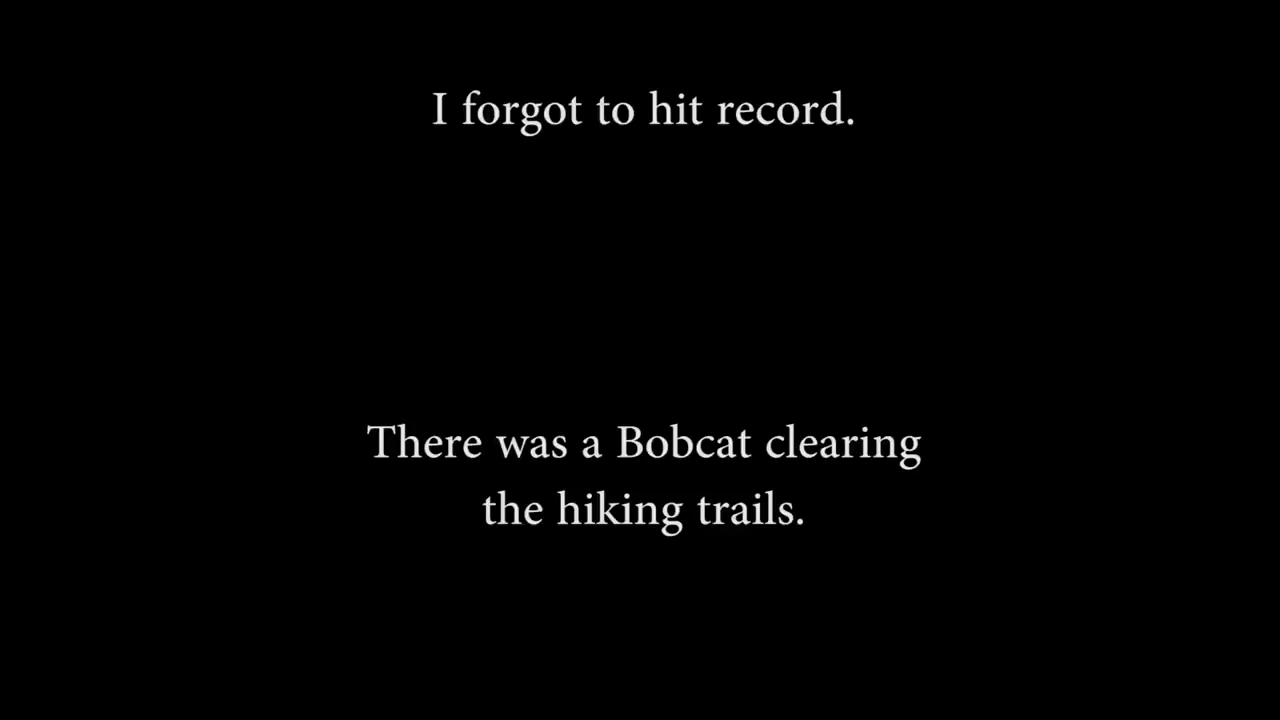 I forgot to hit record.
There was a Bobcat clearing
the hiking trails.